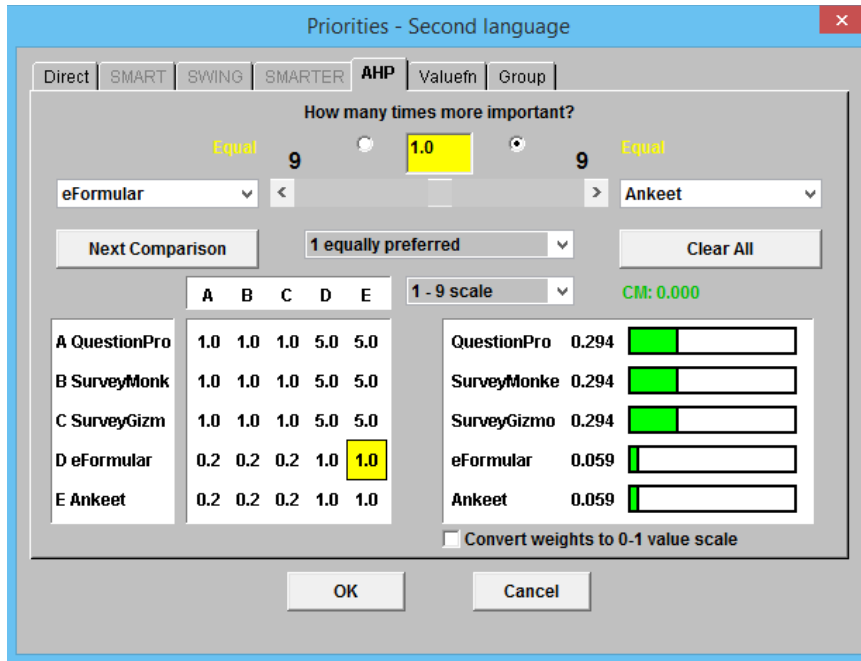 Priorities - Second language
×
Direct SMART SWING SMARTER AHP Valuefn Group
How many times more important?
Equal 9 1.0 9 Equal
eFormular < > Ankeet
Next Comparison 1 equally preferred Clear All
A B C D E 1 - 9 scale CM: 0.000
A QuestionPro 1.0 1.0 1.0 5.0 5.0 QuestionPro 0.294
B SurveyMonk 1.0 1.0 1.0 5.0 5.0 SurveyMonke 0.294
C SurveyGizm 1.0 1.0 1.0 5.0 5.0 SurveyGizmo 0.294
D eFormular 0.2 0.2 0.2 1.0 1.0 eFormular 0.059
E Ankeet 0.2 0.2 0.2 1.0 1.0 Ankeet 0.059
Convert weights to 0-1 value scale
OK Cancel